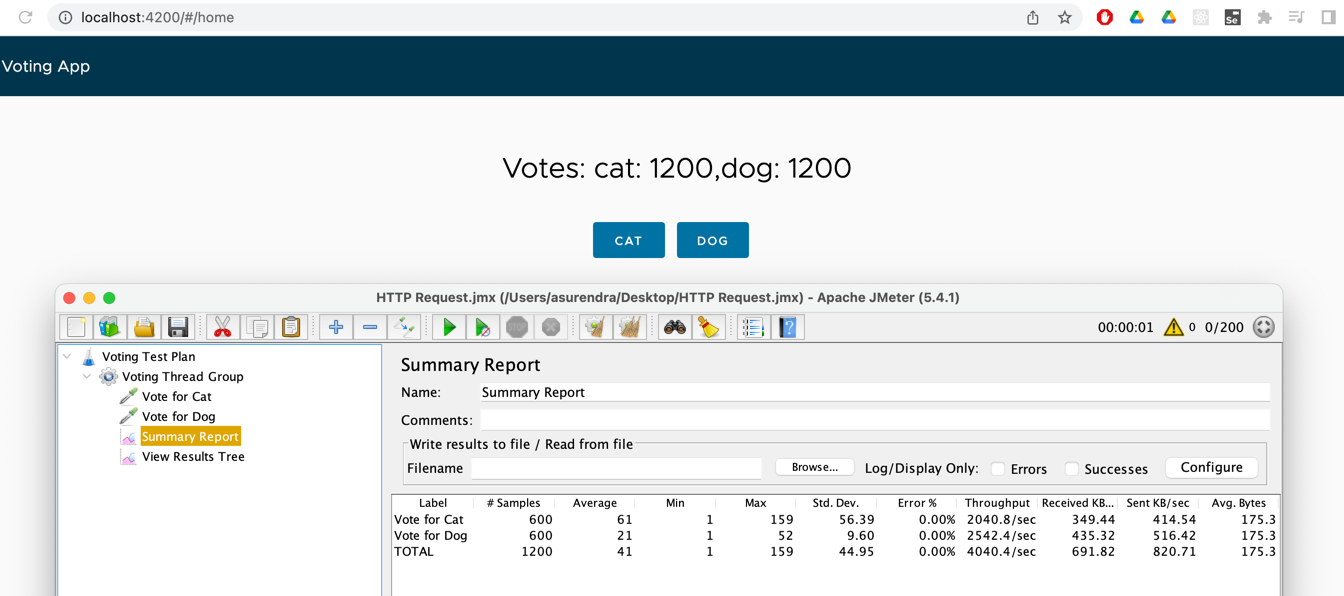 localhost:4200/#/home
Se
Voting App
Votes: cat: 1200,dog: 1200
CAT DOG
HTTP Request.jmx (/Users/asurendra/Desktop/HTTP Request.jmx) - Apache JMeter (5.4.1)
STOP 00:00:01 0 0/200
Voting Test Plan
Voting Thread Group
Vote for Cat
Vote for Dog
Summary Report
View Results Tree
Summary Report
Name: Summary Report
Comments:
Write results to file / Read from file
Filename Browse... Log/Display Only: Errors Successes Configure
Label # Samples Average Min Max Std. Dev. Error % Throughput Received KB... Sent KB/sec Avg. Bytes
Vote for Cat 600 61 1 159 56.39 0.00% 2040.8/sec 349.44 414.54 175.3
Vote for Dog 600 21 1 52 9.60 0.00% 2542.4/sec 435.32 516.42 175.3
TOTAL 1200 41 1 159 44.95 0.00% 4040.4/sec 691.82 820.71 175.3